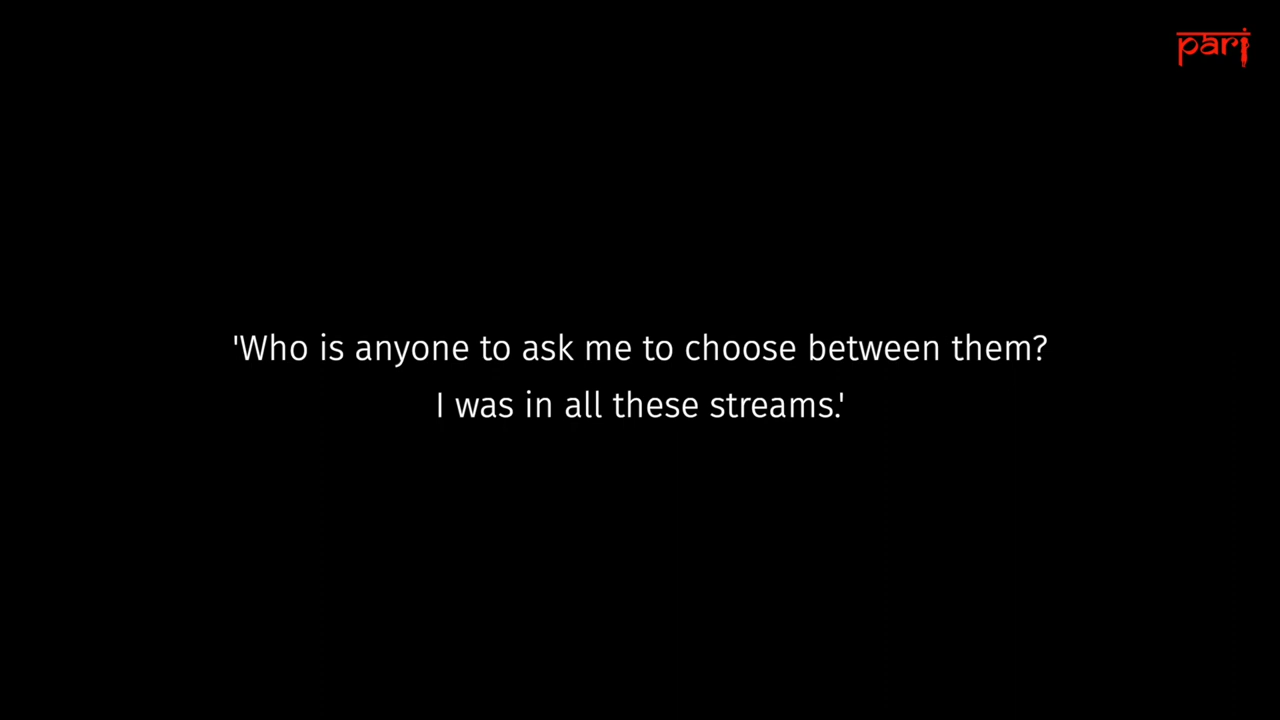 pari
'Who is anyone to ask me to choose between them?
I was in all these streams.'